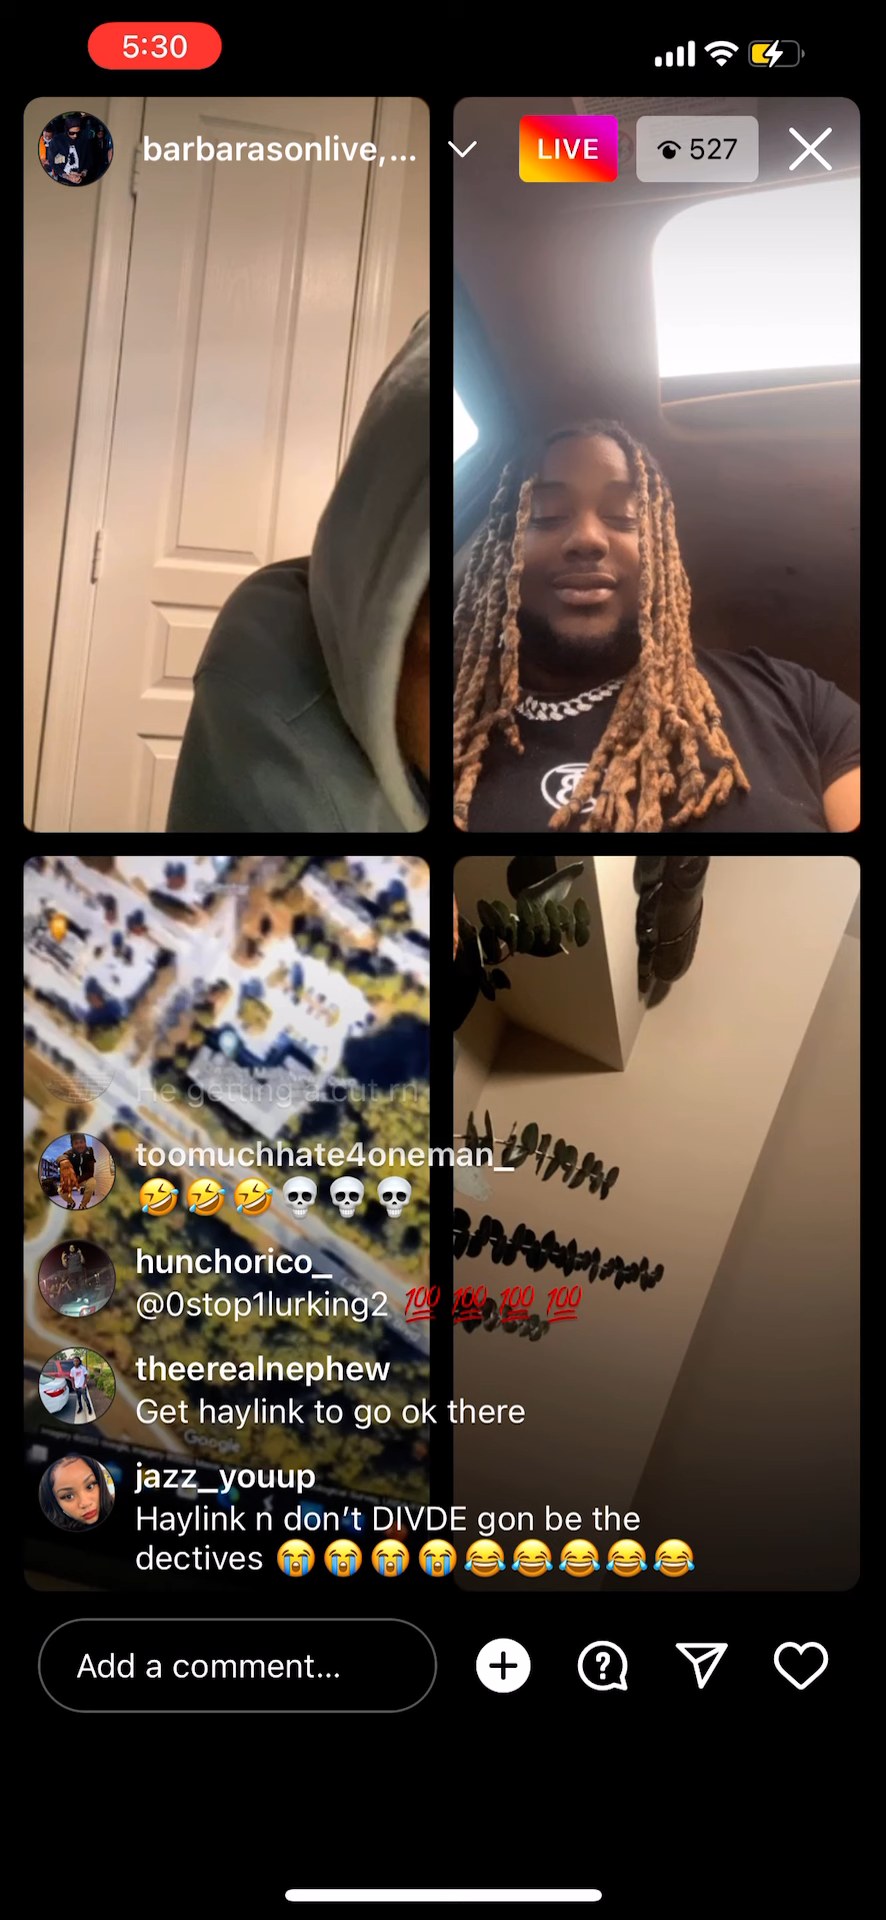 5:30
barbarasonlive,...
LIVE
527
He getting a cut rn
toomuchhate4oneman_
🤣🤣🤣💀💀💀
hunchorico_
@0stop1lurking2 💯💯💯💯
theerealnephew
Get haylink to go ok there
Google
jazz_youup
Haylink n don’t DIVDE gon be the
dectives 😭😭😭😭😂😂😂😂😂
Add a comment...